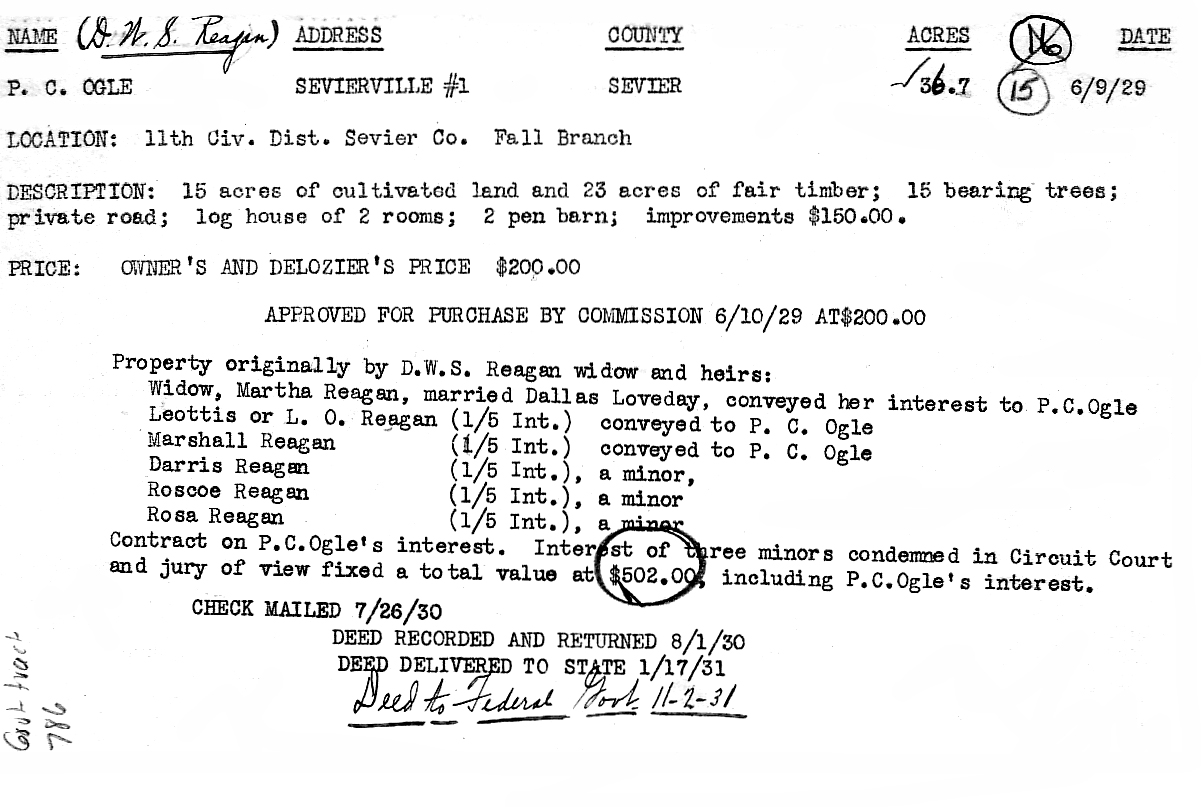 NAME (D. W. S. Reagan) ADDRESS COUNTY ACRES 16 DATE
P. C. OGLE SEVIERVILLE #1 SEVIER 36.7 15 6/9/29
LOCATION: 11th Civ. Dist. Sevier Co. Fall Branch
DESCRIPTION: 15 acres of cultivated land and 23 acres of fair timber; 15 bearing trees;
private road; log house of 2 rooms; 2 pen barn; improvements $150.00.
PRICE: OWNER'S AND DELOZIER'S PRICE $200.00
APPROVED FOR PURCHASE BY COMMISSION 6/10/29 AT$200.00
Property originally by D.W.S. Reagan widow and heirs:
Widow, Martha Reagan, married Dallas Loveday, conveyed her interest to P.C.Ogle
Leottis or L. O. Reagan (1/5 Int.) conveyed to P. C. Ogle
Marshall Reagan (1/5 Int.) conveyed to P. C. Ogle
Darris Reagan (1/5 Int.), a minor,
Roscoe Reagan (1/5 Int.), a minor
Rosa Reagan (1/5 Int.), a minor
Contract on P.C.Ogle's interest. Interest of three minors condemned in Circuit Court
and jury of view fixed a total value at $502.00, including P.C.Ogle's interest.
CHECK MAILED 7/26/30
DEED RECORDED AND RETURNED 8/1/30
DEED DELIVERED TO STATE 1/17/31
Deed to Federal Govt. 11-2-31
Govt tract
786